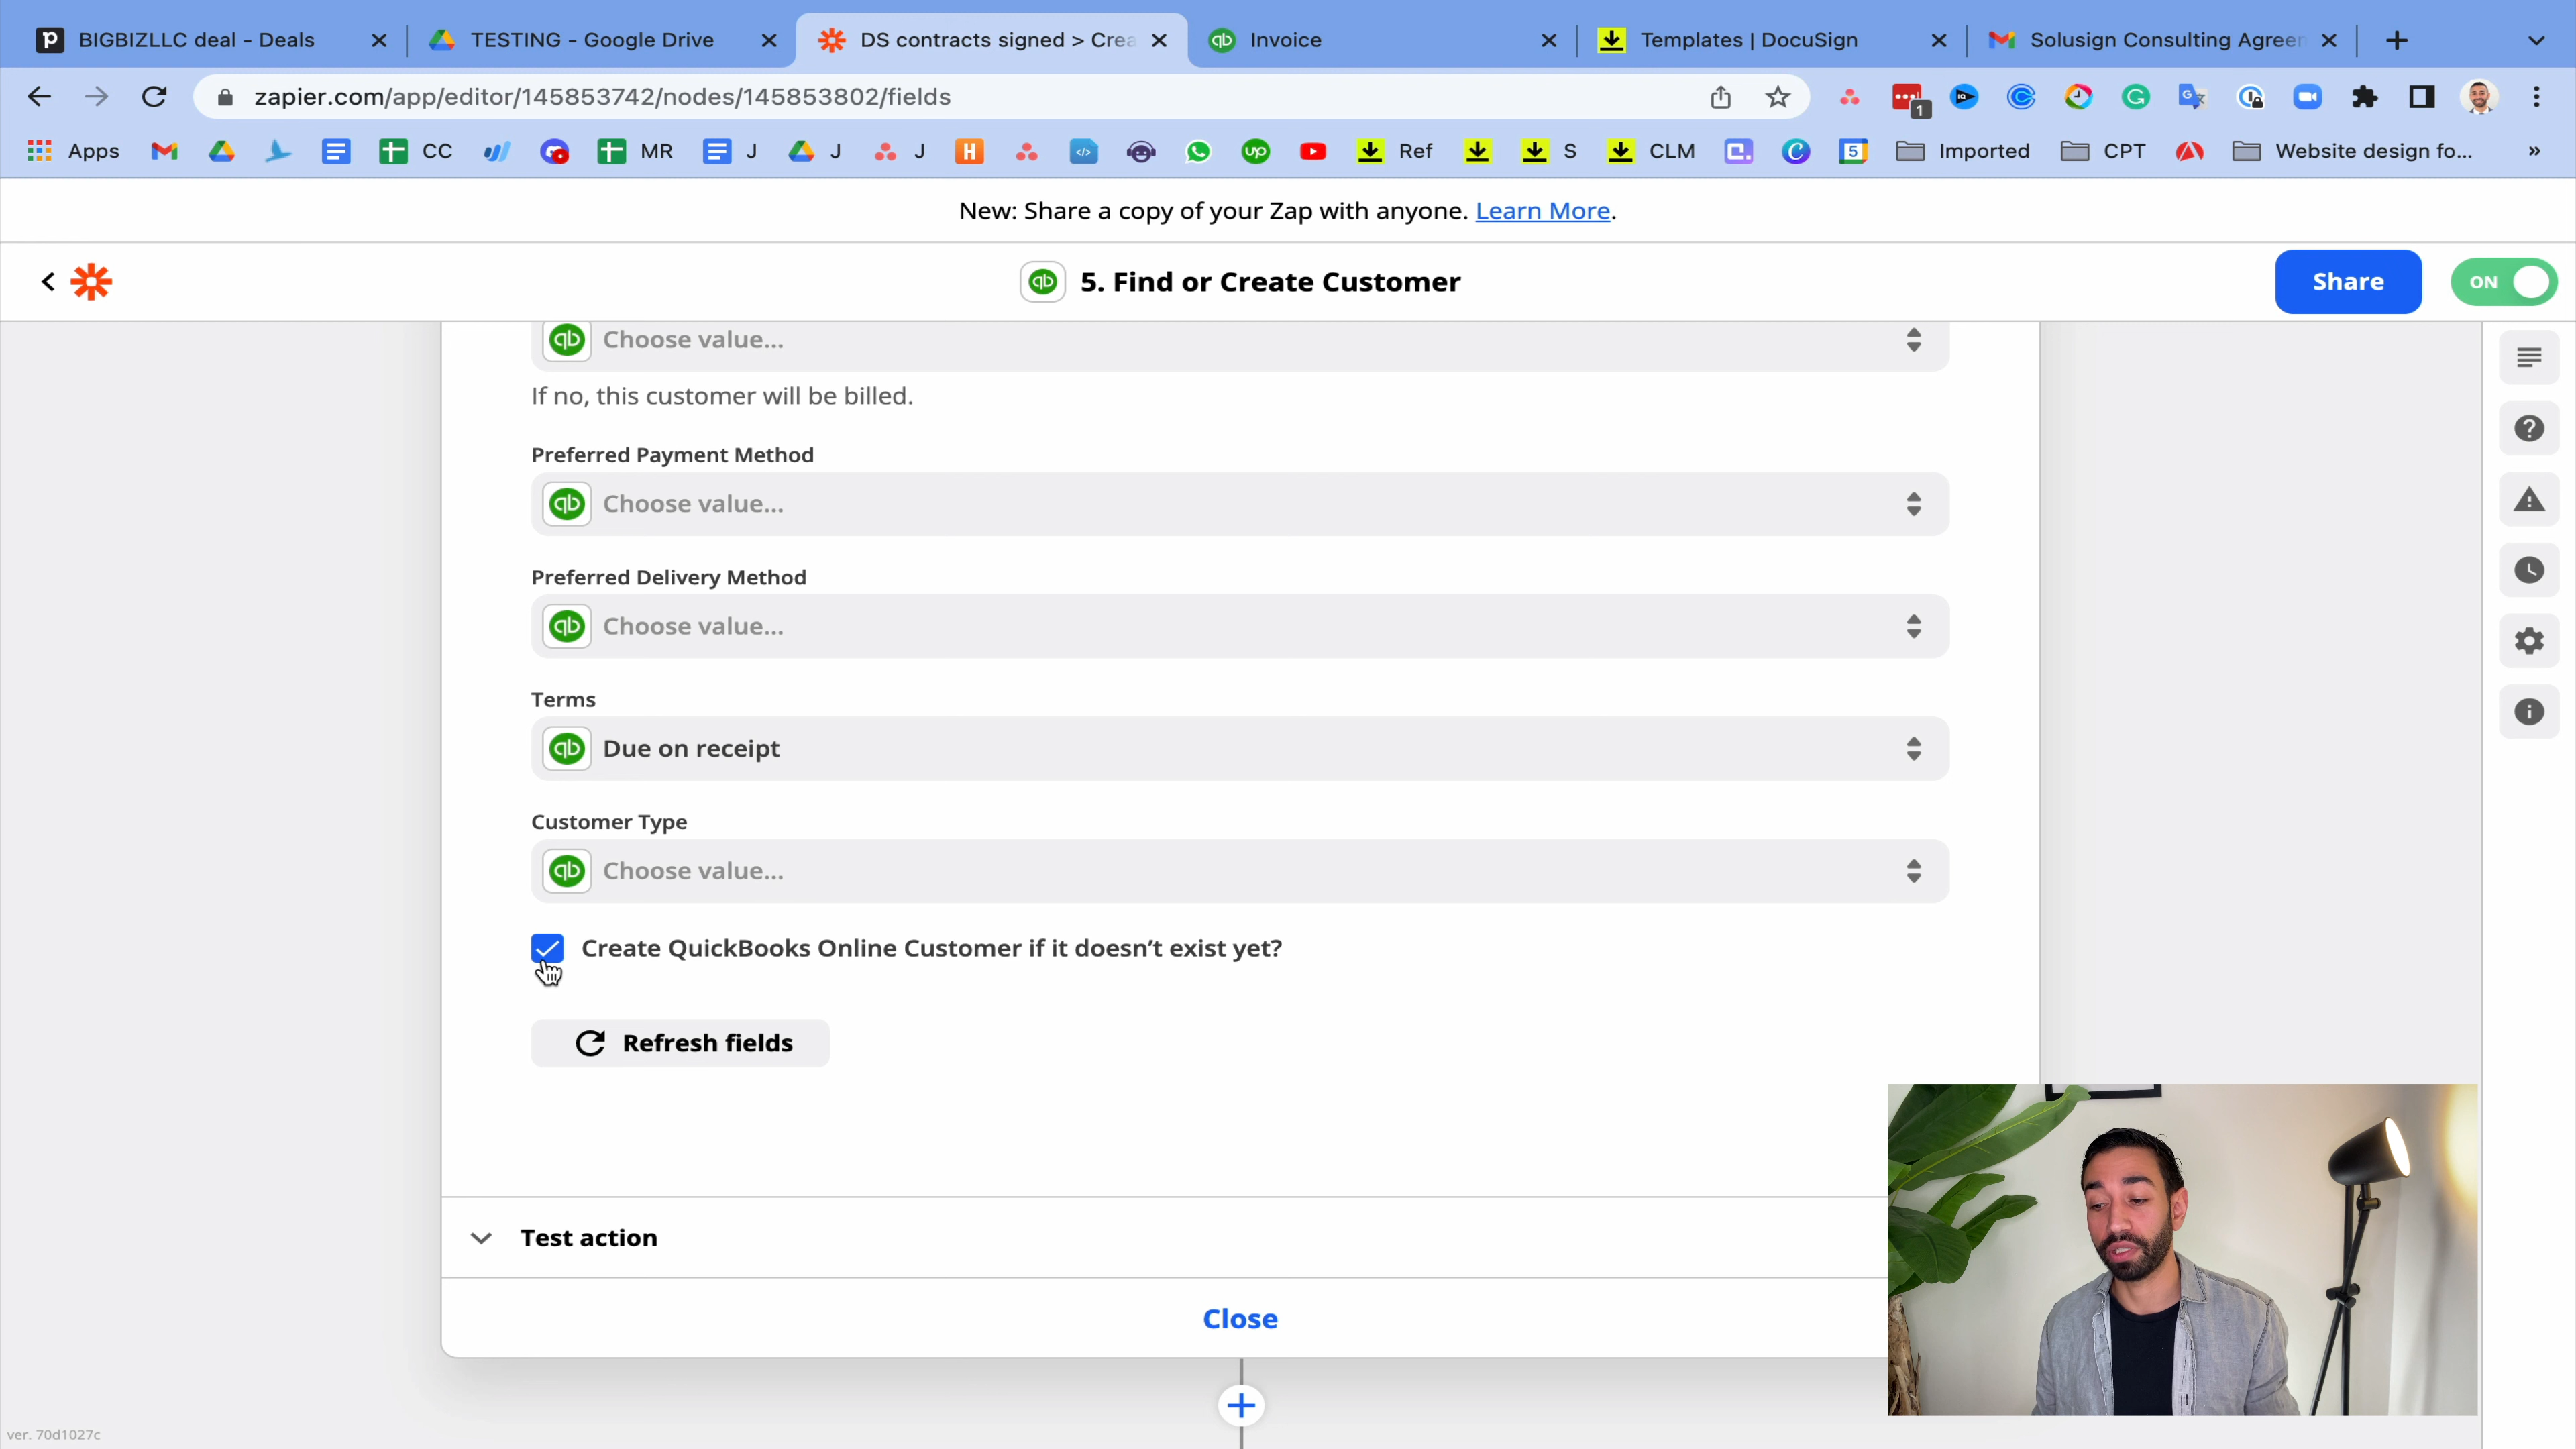 BIGBIZLLC deal - Deals
TESTING - Google Drive
DS contracts signed > Crea
Invoice
Templates | DocuSign
Solusign Consulting Agreer
zapier.com/app/editor/145853742/nodes/145853802/fields
1
Apps
CC
MR
J
J
J
H
up
Ref
S
CLM
5
Imported
CPT
Website design fo...
New: Share a copy of your Zap with anyone. Learn More.
5. Find or Create Customer
Share
ON
Choose value...
If no, this customer will be billed.
Preferred Payment Method
Choose value...
Preferred Delivery Method
Choose value...
Terms
Due on receipt
Customer Type
Choose value...
Create QuickBooks Online Customer if it doesn't exist yet?
Refresh fields
Test action
Close
ver. 70d1027c